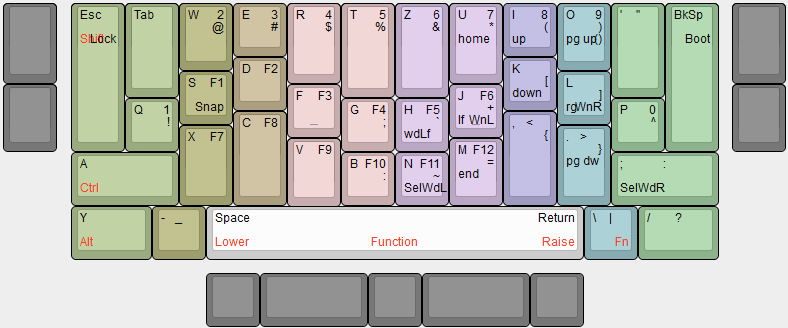 Esc
Shift Lock
Tab
W 2
@
E 3
#
R 4
$
T 5
%
Z 6
&
U 7
*
home
I 8
(
up
O 9
)
pg up()
' "
BkSp
Boot
S F1
Snap
D F2
K [
down
L ]
rgWnR
Q 1
!
F F3
_
G F4
;
H F5
`
wdLf
J F6
+
lf WnL
P 0
^
X F7
C F8
, <
{
. >
}
pg dw
A
Ctrl
V F9
B F10
:
N F11
~
SelWdL
M F12
=
end
; :
SelWdR
Y
Alt
- _
Space Return
Lower Function Raise
\ |
Fn
/ ?